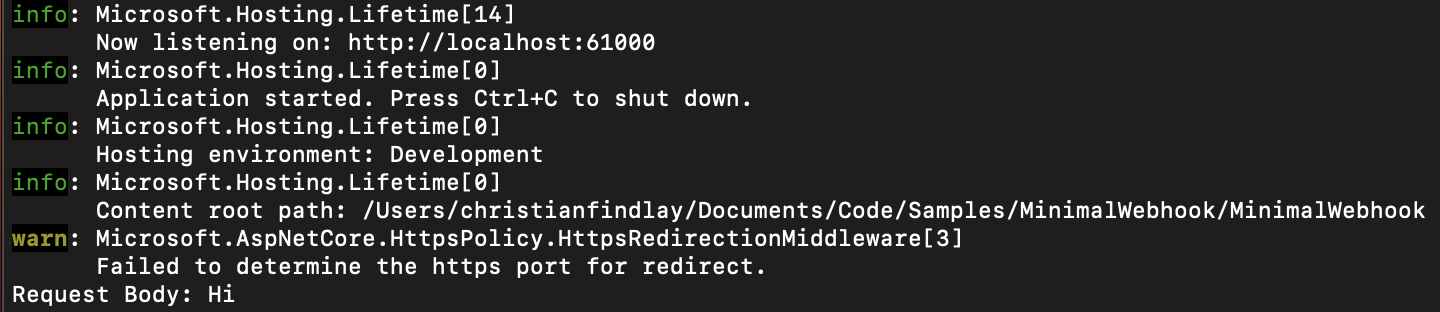 info: Microsoft.Hosting.Lifetime[14]
Now listening on: http://localhost:61000
info: Microsoft.Hosting.Lifetime[0]
Application started. Press Ctrl+C to shut down.
info: Microsoft.Hosting.Lifetime[0]
Hosting environment: Development
info: Microsoft.Hosting.Lifetime[0]
Content root path: /Users/christianfindlay/Documents/Code/Samples/MinimalWebhook/MinimalWebhook
warn: Microsoft.AspNetCore.HttpsPolicy.HttpsRedirectionMiddleware[3]
Failed to determine the https port for redirect.
Request Body: Hi